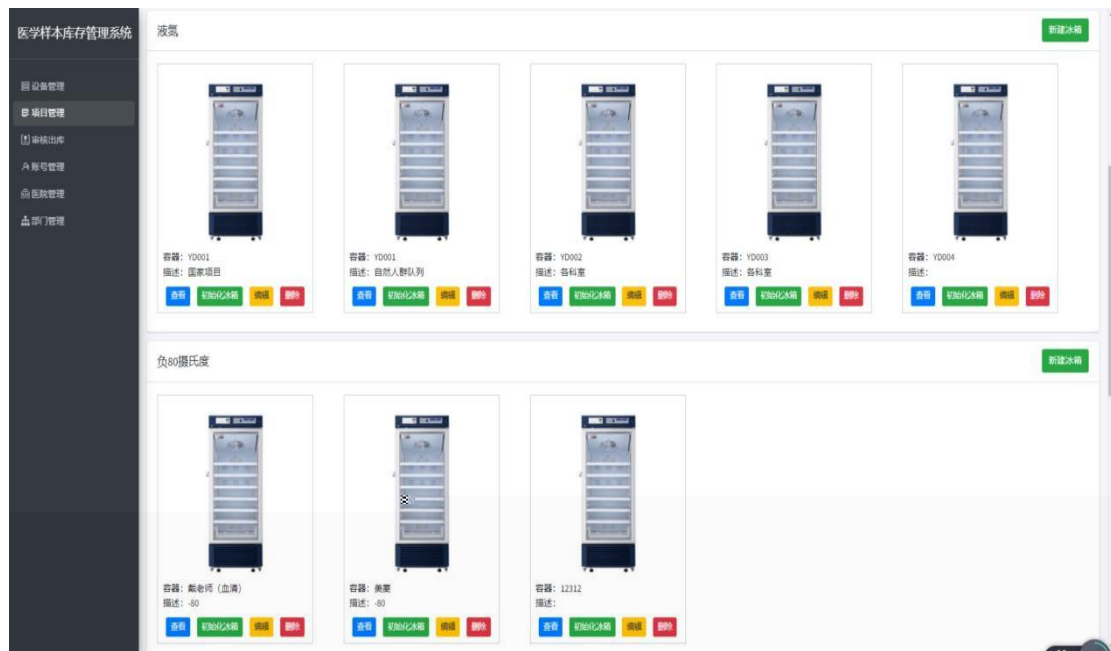 医学样本库存管理系统
设备管理
项目管理
审核出库
账号管理
医院管理
部门管理
液氮
新建冰箱
容器: YD001
描述: 国家项目
查看 初始化冰箱 编辑 删除
容器: YD001
描述: 自然人群队列
查看 初始化冰箱 编辑 删除
容器: YD002
描述: 各科室
查看 初始化冰箱 编辑 删除
容器: YD003
描述: 各科室
查看 初始化冰箱 编辑 删除
容器: YD004
描述:
查看 初始化冰箱 编辑 删除
负80摄氏度
新建冰箱
容器: 戴老师（血清）
描述: -80
查看 初始化冰箱 编辑 删除
容器: 美菱
描述: -80
查看 初始化冰箱 编辑 删除
容器: 12312
描述:
查看 初始化冰箱 编辑 删除